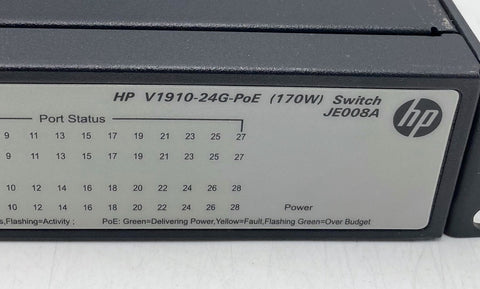 HP V1910-24G-PoE (170W) Switch
JE008A
hp
Port Status
9 11 13 15 17 19 21 23 25 27
9 11 13 15 17 19 21 23 25 27
10 12 14 16 18 20 22 24 26 28
10 12 14 16 18 20 22 24 26 28 Power
s,Flashing=Activity ; PoE: Green=Delivering Power,Yellow=Fault,Flashing Green=Over Budget